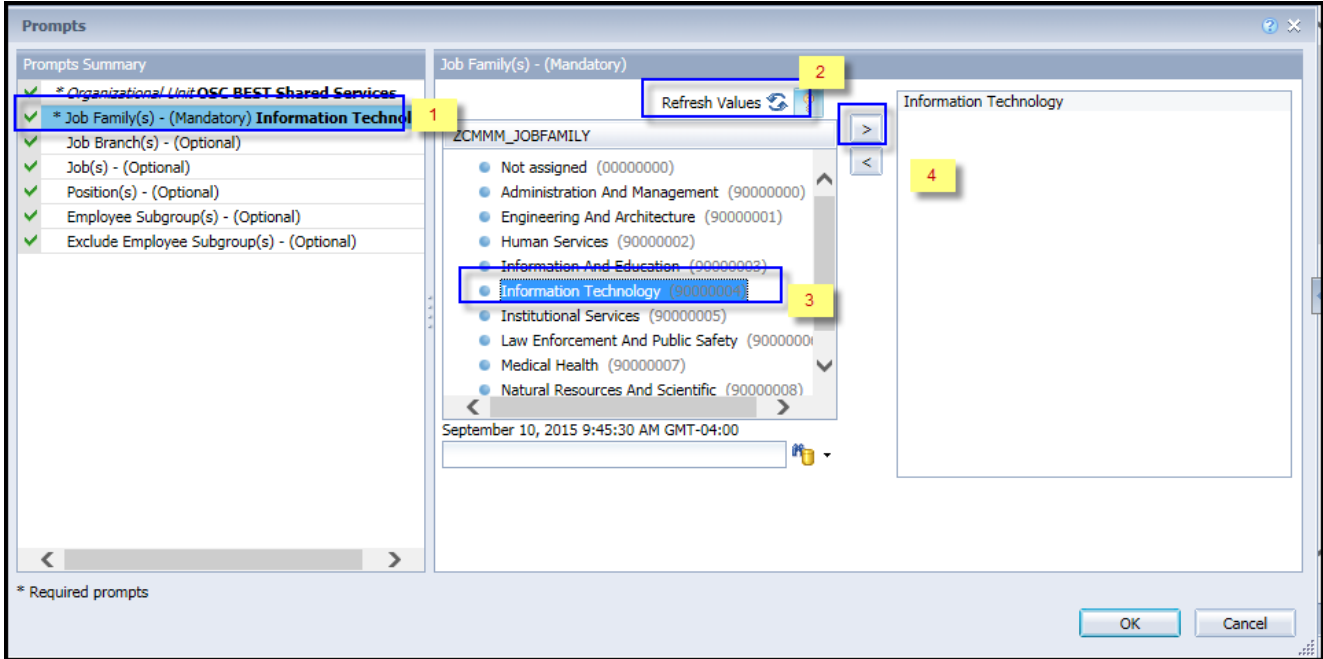 Prompts
Prompts Summary
* Organizational Unit OSC BEST Shared Services
* Job Family(s) - (Mandatory) Information Technol
1
Job Branch(s) - (Optional)
Job(s) - (Optional)
Position(s) - (Optional)
Employee Subgroup(s) - (Optional)
Exclude Employee Subgroup(s) - (Optional)
Job Family(s) - (Mandatory)
2
Refresh Values
ZCMMM_JOBFAMILY
Not assigned (00000000)
Administration And Management (90000000)
Engineering And Architecture (90000001)
Human Services (90000002)
Information And Education (90000003)
Information Technology (90000004)
3
Institutional Services (90000005)
Law Enforcement And Public Safety (9000000
Medical Health (90000007)
Natural Resources And Scientific (90000008)
September 10, 2015 9:45:30 AM GMT-04:00
>
<
4
Information Technology
* Required prompts
OK
Cancel